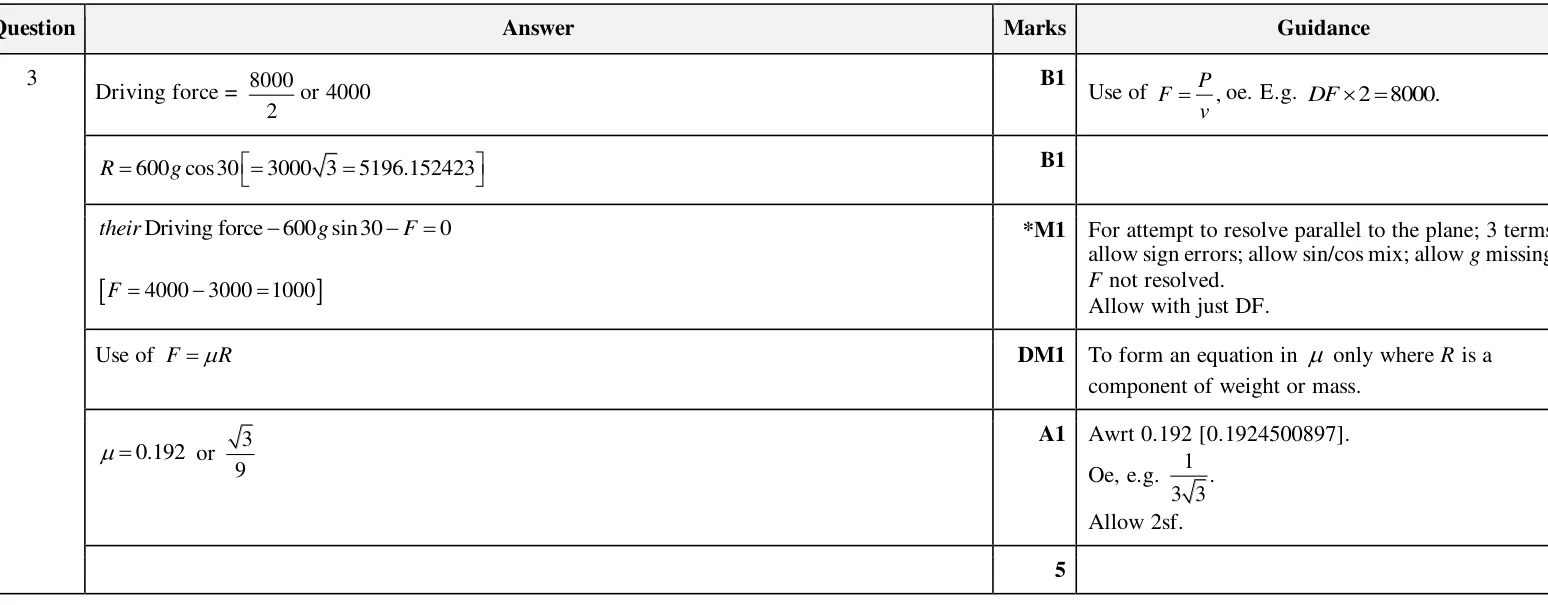 Question Answer Marks Guidance
3 Driving force = 8000/2 or 4000 B1 Use of F = P/v, oe. E.g. DF × 2 = 8000.
R = 600g cos30 [= 3000√3 = 5196.152423] B1
their Driving force − 600g sin30 − F = 0 *M1 For attempt to resolve parallel to the plane; 3 terms
allow sign errors; allow sin/cos mix; allow g missing
[F = 4000 − 3000 = 1000] F not resolved.
Allow with just DF.
Use of F = μR DM1 To form an equation in μ only where R is a
component of weight or mass.
μ = 0.192 or √3/9 A1 Awrt 0.192 [0.1924500897].
Oe, e.g. 1/(3√3).
Allow 2sf.
5